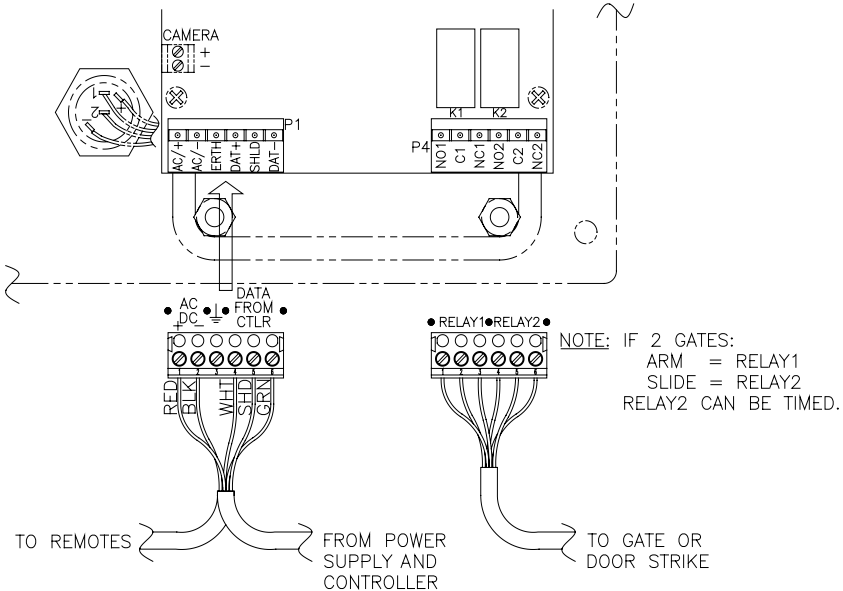 CAMERA
+
−
1
2
+
−
K1
K2
P1
P4
AC/+
AC/−
ERTH
DAT+
SHLD
DAT−
NO1
C1
NC1
NO2
C2
NC2
AC
DC
+ −
DATA
FROM
CTLR
RELAY1
RELAY2
1 2 3 4 5 6
1 2 3 4 5 6
RED
BLK
WHT
SHD
GRN
NOTE: IF 2 GATES:
ARM = RELAY1
SLIDE = RELAY2
RELAY2 CAN BE TIMED.
TO REMOTES
FROM POWER
SUPPLY AND
CONTROLLER
TO GATE OR
DOOR STRIKE